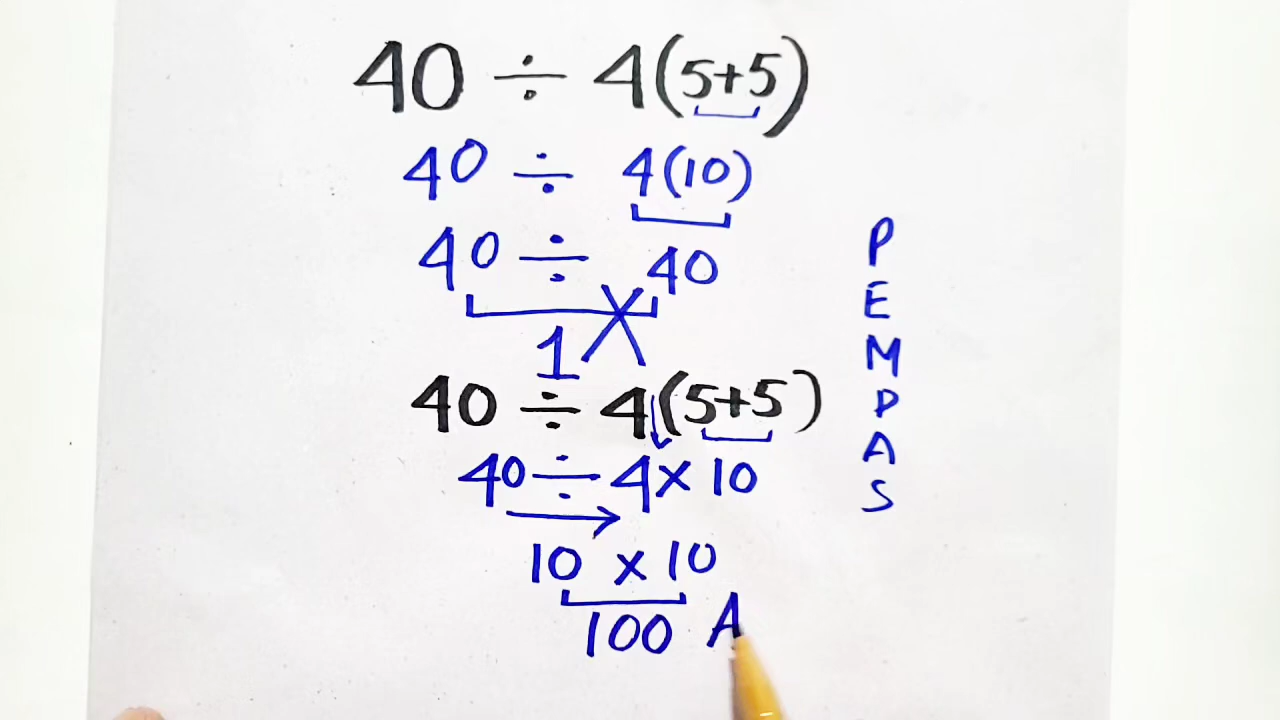 40 ÷ 4(5+5)
40 ÷ 4(10)
40 ÷ 40
1
40 ÷ 4(5+5)
40 ÷ 4 × 10
10 × 10
100 A
P
E
M
D
A
S